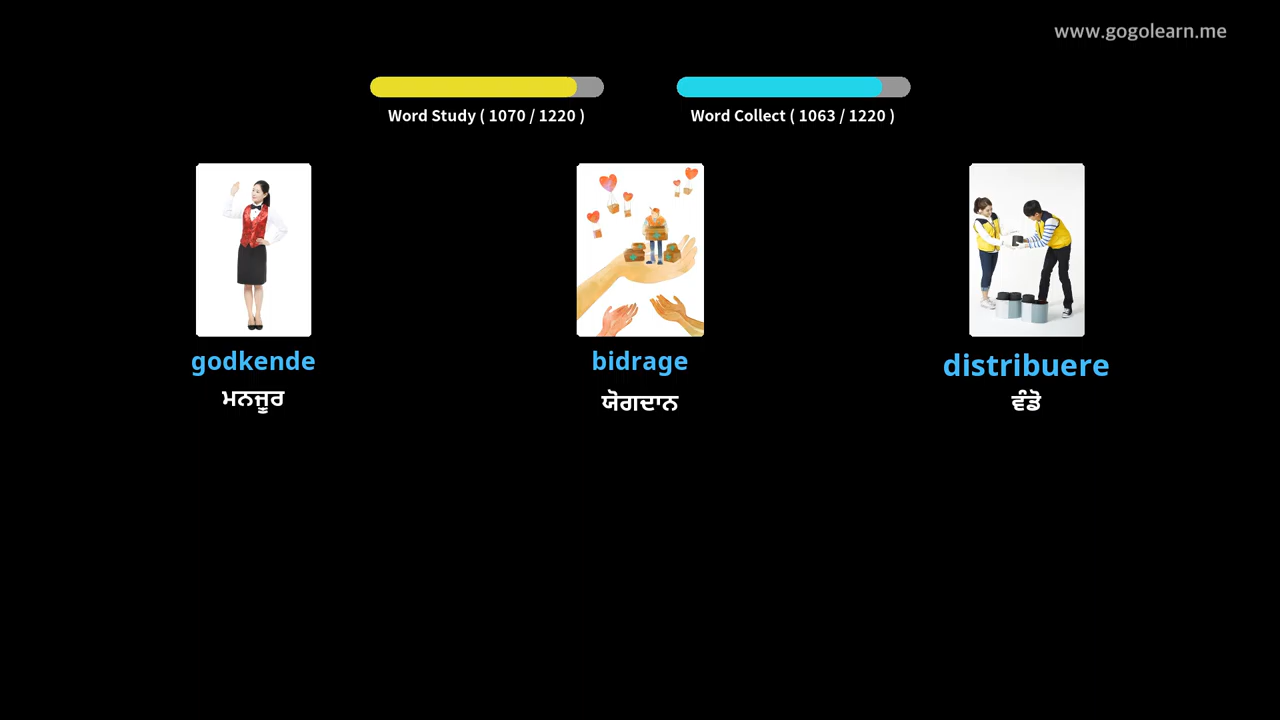 www.gogolearn.me
Word Study ( 1070 / 1220 )
Word Collect ( 1063 / 1220 )
godkende
bidrage
distribuere
ਮਨਜ਼ੂਰ
ਯੋਗਦਾਨ
ਵੰਡੋ